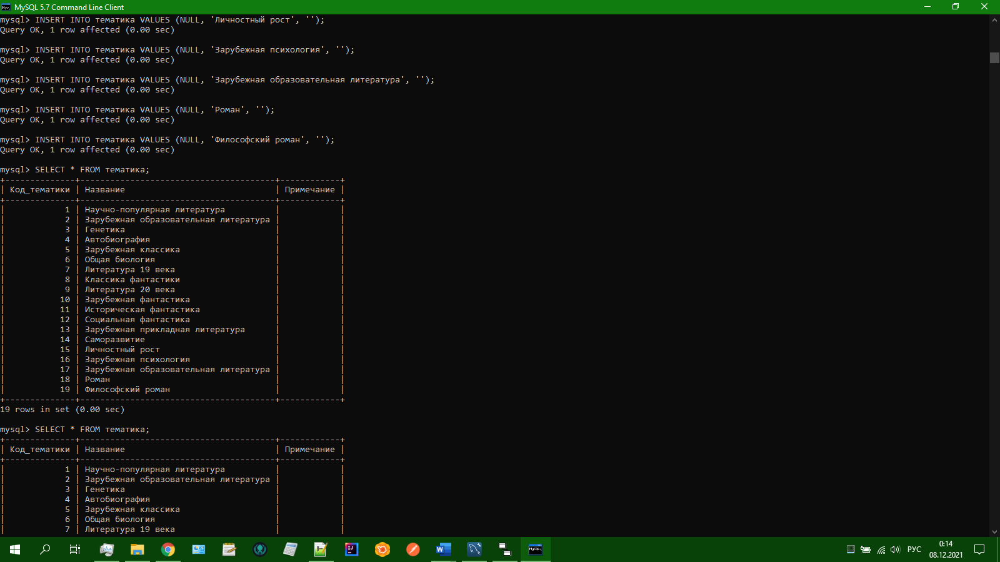 MySQL 5.7 Command Line Client
mysql> INSERT INTO тематика VALUES (NULL, 'Личностный рост', '');
Query OK, 1 row affected (0.00 sec)
mysql> INSERT INTO тематика VALUES (NULL, 'Зарубежная психология', '');
Query OK, 1 row affected (0.00 sec)
mysql> INSERT INTO тематика VALUES (NULL, 'Зарубежная образовательная литература', '');
Query OK, 1 row affected (0.00 sec)
mysql> INSERT INTO тематика VALUES (NULL, 'Роман', '');
Query OK, 1 row affected (0.00 sec)
mysql> INSERT INTO тематика VALUES (NULL, 'Философский роман', '');
Query OK, 1 row affected (0.00 sec)
mysql> SELECT * FROM тематика;
+--------------+---------------------------------------+------------+
| Код_тематики | Название                              | Примечание |
+--------------+---------------------------------------+------------+
|            1 | Научно-популярная литература          |            |
|            2 | Зарубежная образовательная литература |            |
|            3 | Генетика                              |            |
|            4 | Автобиография                         |            |
|            5 | Зарубежная классика                   |            |
|            6 | Общая биология                        |            |
|            7 | Литература 19 века                    |            |
|            8 | Классика фантастики                   |            |
|            9 | Литература 20 века                    |            |
|           10 | Зарубежная фантастика                 |            |
|           11 | Историческая фантастика               |            |
|           12 | Социальная фантастика                 |            |
|           13 | Зарубежная прикладная литература      |            |
|           14 | Саморазвитие                          |            |
|           15 | Личностный рост                       |            |
|           16 | Зарубежная психология                 |            |
|           17 | Зарубежная образовательная литература |            |
|           18 | Роман                                 |            |
|           19 | Философский роман                     |            |
+--------------+---------------------------------------+------------+
19 rows in set (0.00 sec)
mysql> SELECT * FROM тематика;
+--------------+---------------------------------------+------------+
| Код_тематики | Название                              | Примечание |
+--------------+---------------------------------------+------------+
|            1 | Научно-популярная литература          |            |
|            2 | Зарубежная образовательная литература |            |
|            3 | Генетика                              |            |
|            4 | Автобиография                         |            |
|            5 | Зарубежная классика                   |            |
|            6 | Общая биология                        |            |
|            7 | Литература 19 века                    |            |
РУС
0:14
08.12.2021